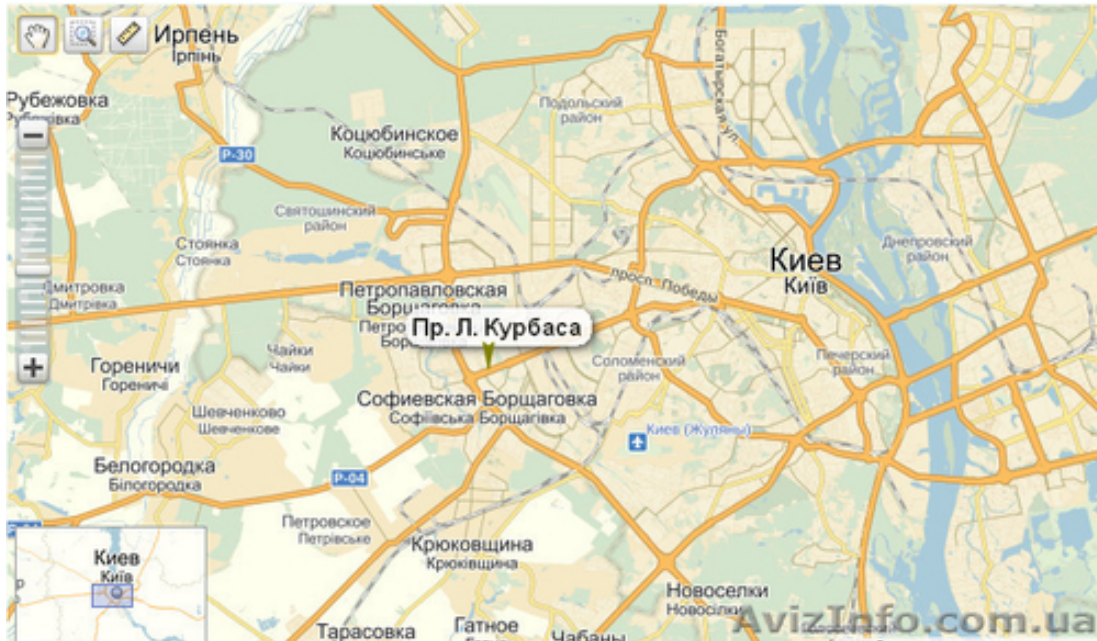 Ирпень
Ірпінь
Богатырская ул.
Рубежовка
Рубежівка
Подольский
район
Коцюбинское
Коцюбинське
P-30
Святошинский
район
Стоянка
Стоянка
Днепровский
район
Киев
Київ
просп. Победы
Дмитровка
Дмитрівка
Петропавловская
Борщаговка
Пр. Л. Курбаса
Чайки
Чайки
Соломенский
район
Печерский
район
Гореничи
Гореничі
Софиевская Борщаговка
Софіївська Борщагівка
Шевченково
Шевченкове
Киев (Жуляны)
Белогородка
Білогородка
P-04
Петровское
Петрівське
Крюковщина
Крюківщина
Киев
Київ
Новоселки
Новосілки
Гатное
Тарасовка
Чабаны
AvizInfo.com.ua